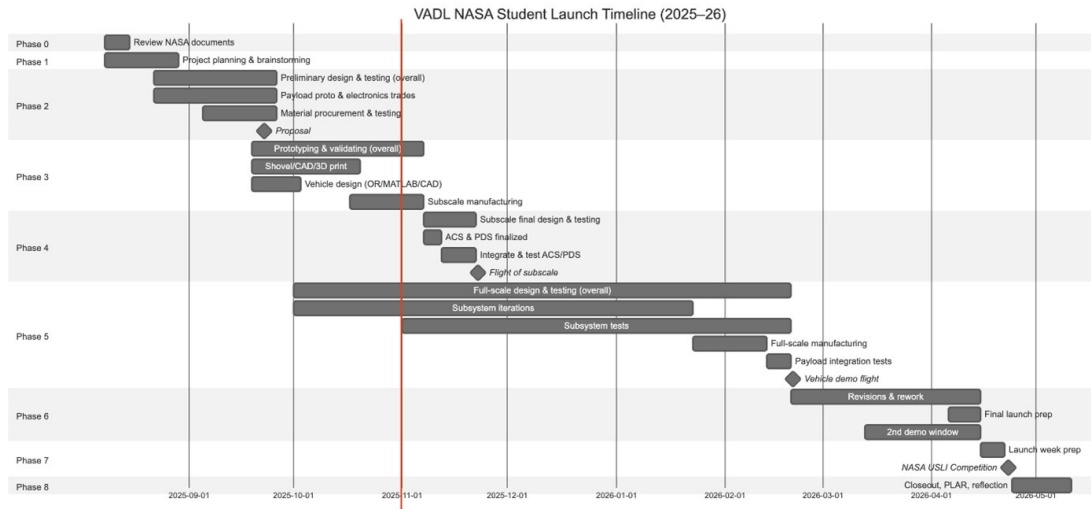 VADL NASA Student Launch Timeline (2025–26)
Phase 0
Review NASA documents
Phase 1
Project planning & brainstorming
Phase 2
Preliminary design & testing (overall)
Payload proto & electronics trades
Material procurement & testing
Proposal
Phase 3
Prototyping & validating (overall)
Shovel/CAD/3D print
Vehicle design (OR/MATLAB/CAD)
Subscale manufacturing
Phase 4
Subscale final design & testing
ACS & PDS finalized
Integrate & test ACS/PDS
Flight of subscale
Phase 5
Full-scale design & testing (overall)
Subsystem iterations
Subsystem tests
Full-scale manufacturing
Payload integration tests
Vehicle demo flight
Phase 6
Revisions & rework
Final launch prep
2nd demo window
Phase 7
Launch week prep
NASA USLI Competition
Phase 8
Closeout, PLAR, reflection
2025-09-01
2025-10-01
2025-11-01
2025-12-01
2026-01-01
2026-02-01
2026-03-01
2026-04-01
2026-05-01